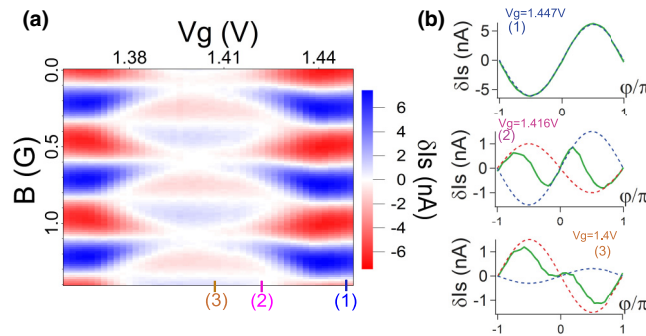 (a)
Vg (V)
1.38 1.41 1.44
0.0
0.5
1.0
B (G)
6
4
2
0
-2
-4
-6
δIs (nA)
(3) (2) (1)
(b)
Vg=1.447V
(1)
5
0
-5
δIs (nA)
φ/π
-1 0 1
Vg=1.416V
(2)
1
0
-1
δIs (nA)
φ/π
-1 0 1
Vg=1.4V
(3)
1
0
1
δIs (nA)
φ/π
-1 0 1